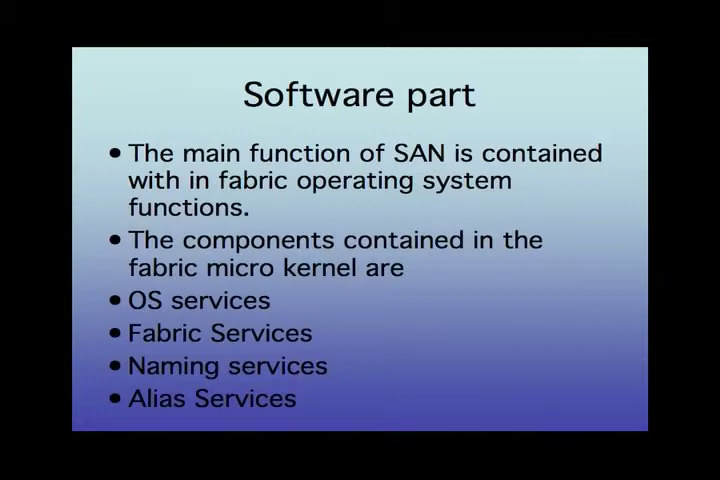 Software part
• The main function of SAN is contained
with in fabric operating system
functions.
• The components contained in the
fabric micro kernel are
• OS services
• Fabric Services
• Naming services
• Alias Services